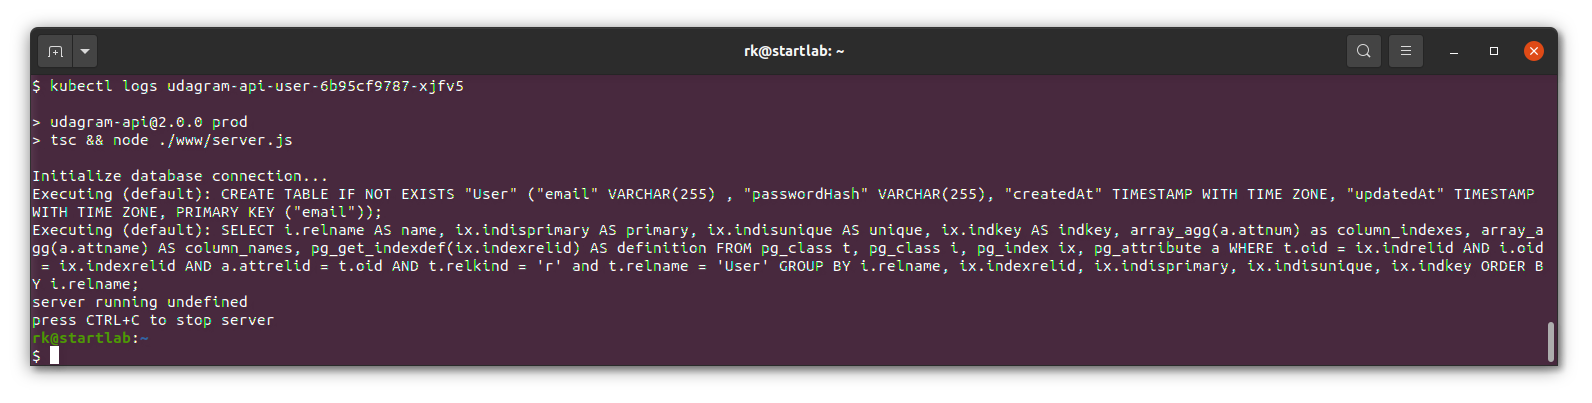 rk@startlab: ~
$ kubectl logs udagram-api-user-6b95cf9787-xjfv5
> udagram-api@2.0.0 prod
> tsc && node ./www/server.js
Initialize database connection...
Executing (default): CREATE TABLE IF NOT EXISTS "User" ("email" VARCHAR(255) , "passwordHash" VARCHAR(255), "createdAt" TIMESTAMP WITH TIME ZONE, "updatedAt" TIMESTAMP
WITH TIME ZONE, PRIMARY KEY ("email"));
Executing (default): SELECT i.relname AS name, ix.indisprimary AS primary, ix.indisunique AS unique, ix.indkey AS indkey, array_agg(a.attnum) as column_indexes, array_a
gg(a.attname) AS column_names, pg_get_indexdef(ix.indexrelid) AS definition FROM pg_class t, pg_class i, pg_index ix, pg_attribute a WHERE t.oid = ix.indrelid AND i.oid
= ix.indexrelid AND a.attrelid = t.oid AND t.relkind = 'r' and t.relname = 'User' GROUP BY i.relname, ix.indexrelid, ix.indisprimary, ix.indisunique, ix.indkey ORDER B
Y i.relname;
server running undefined
press CTRL+C to stop server
rk@startlab:~
$